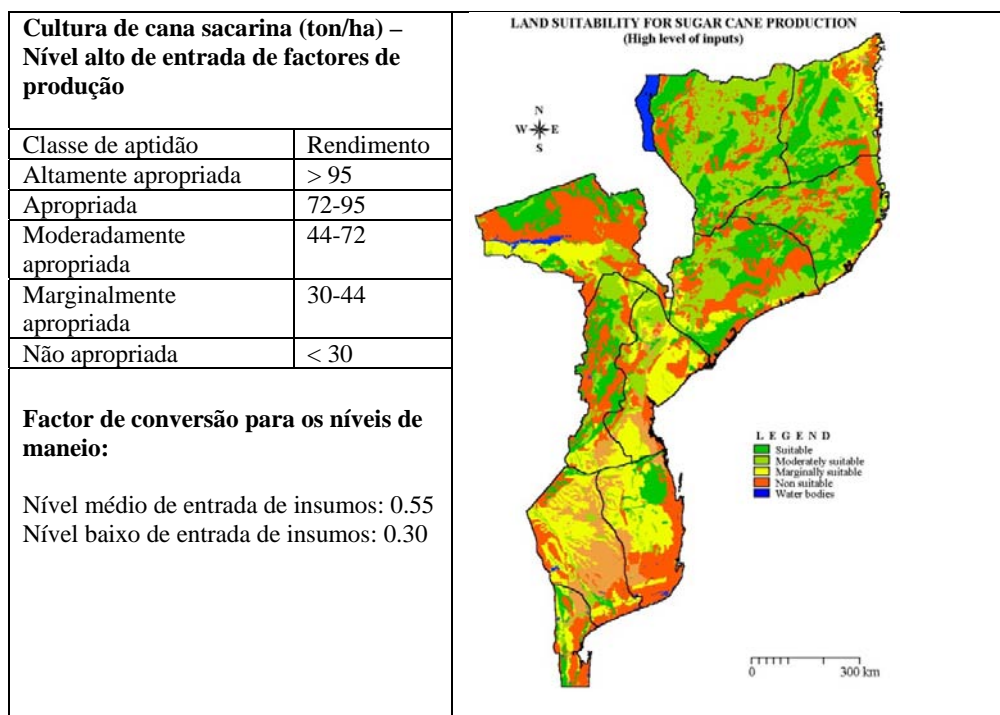 Cultura de cana sacarina (ton/ha) –
Nível alto de entrada de factores de
produção
Classe de aptidão Rendimento
Altamente apropriada > 95
Apropriada 72-95
Moderadamente
apropriada
44-72
Marginalmente
apropriada
30-44
Não apropriada < 30
Factor de conversão para os níveis de
maneio:
Nível médio de entrada de insumos: 0.55
Nível baixo de entrada de insumos: 0.30
LAND SUITABILITY FOR SUGAR CANE PRODUCTION
(High level of inputs)
N
W E
S
L E G E N D
Suitable
Moderately suitable
Marginally suitable
Non suitable
Water bodies
0 300 km